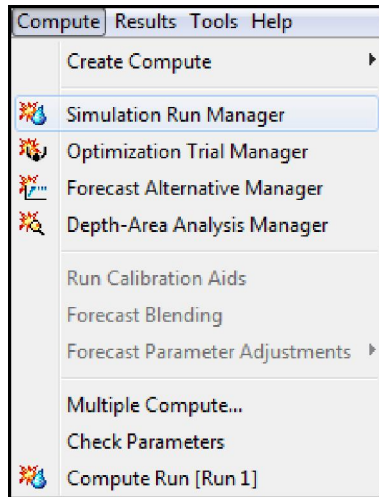 Compute Results Tools Help
Create Compute
Simulation Run Manager
Optimization Trial Manager
Forecast Alternative Manager
Depth-Area Analysis Manager
Run Calibration Aids
Forecast Blending
Forecast Parameter Adjustments
Multiple Compute...
Check Parameters
Compute Run [Run 1]